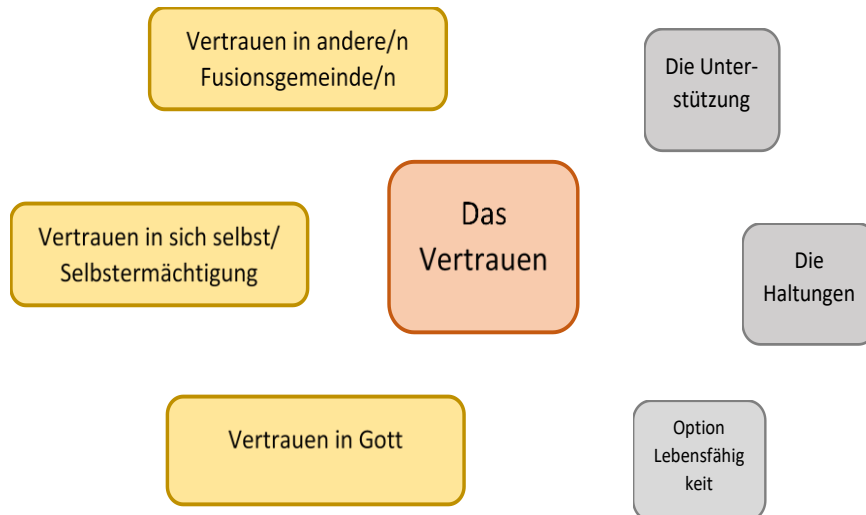 Vertrauen in andere/n
Fusionsgemeinde/n
Die Unter-
stützung
Das
Vertrauen
Vertrauen in sich selbst/
Selbstermächtigung
Die
Haltungen
Vertrauen in Gott
Option
Lebensfähig
keit